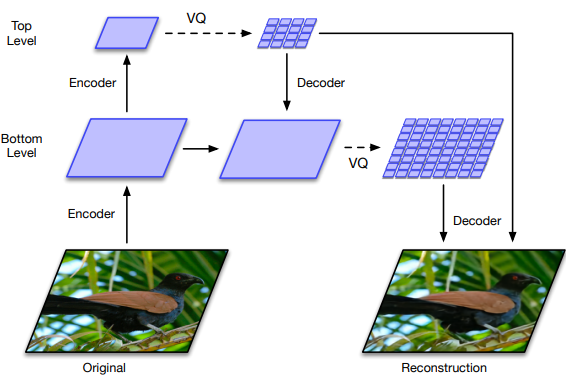 Top
Level
VQ
Encoder
Decoder
Bottom
Level
VQ
Encoder
Decoder
Original
Reconstruction